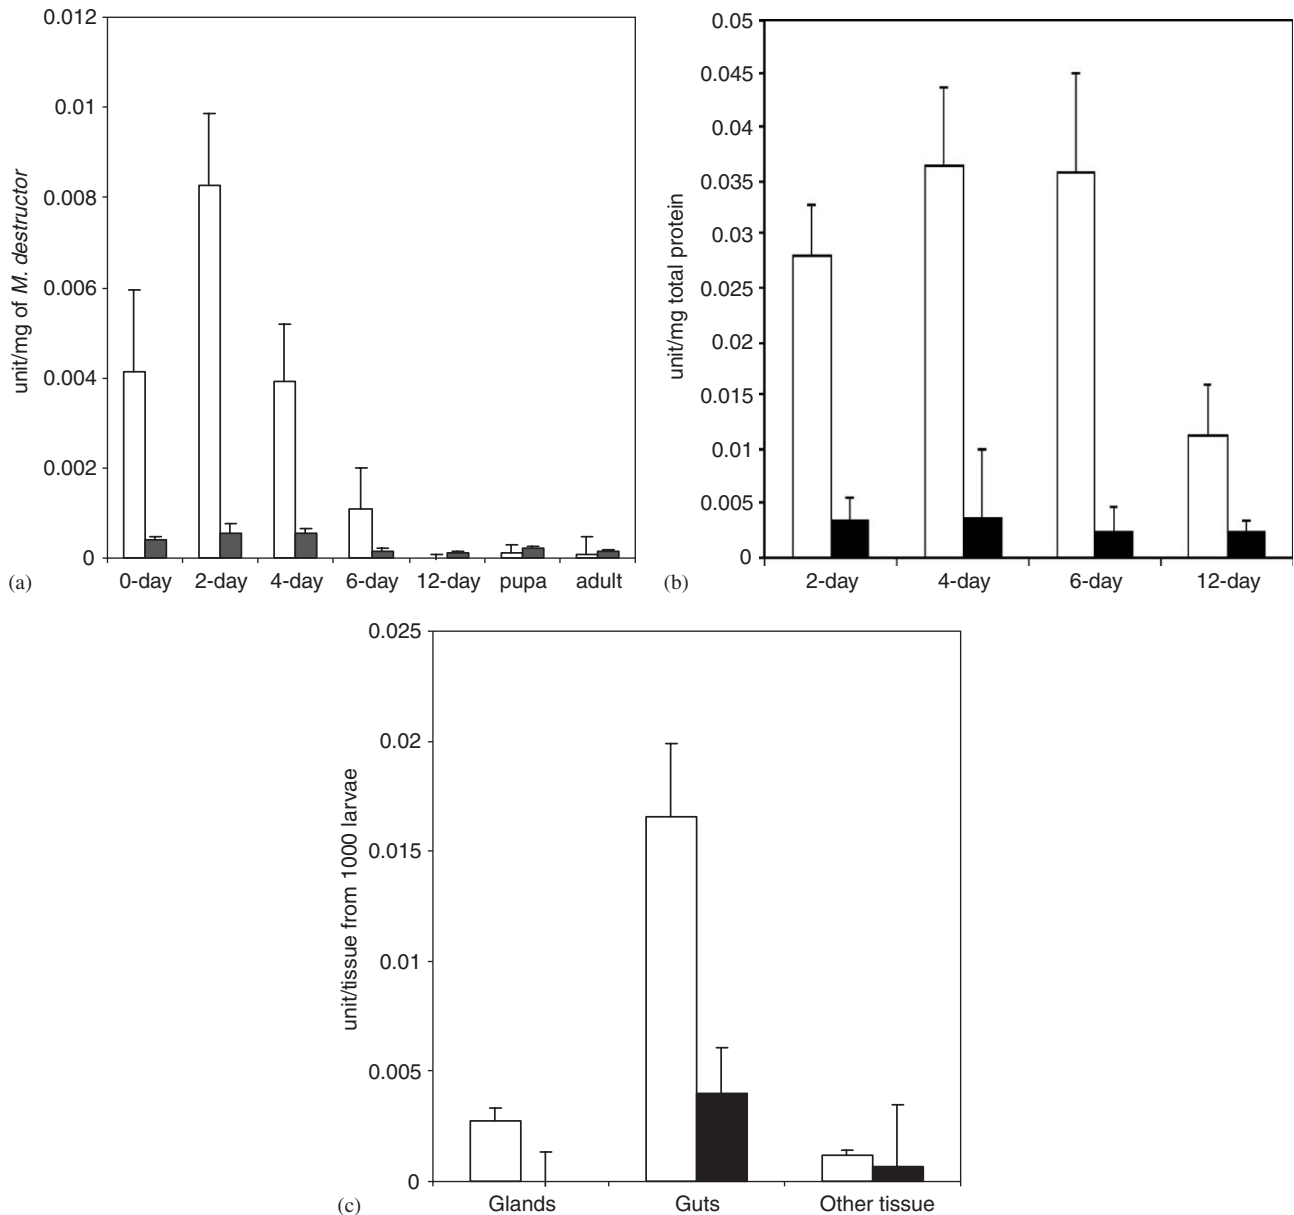 unit/mg of M. destructor
0.012
0.01
0.008
0.006
0.004
0.002
0
0-day 2-day 4-day 6-day 12-day pupa adult
(a)
unit/mg total protein
0.05
0.045
0.04
0.035
0.03
0.025
0.02
0.015
0.01
0.005
0
2-day 4-day 6-day 12-day
(b)
unit/tissue from 1000 larvae
0.025
0.02
0.015
0.01
0.005
0
Glands Guts Other tissue
(c)